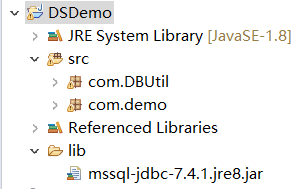 DSDemo
JRE System Library [JavaSE-1.8]
src
com.DBUtil
com.demo
Referenced Libraries
lib
mssql-jdbc-7.4.1.jre8.jar